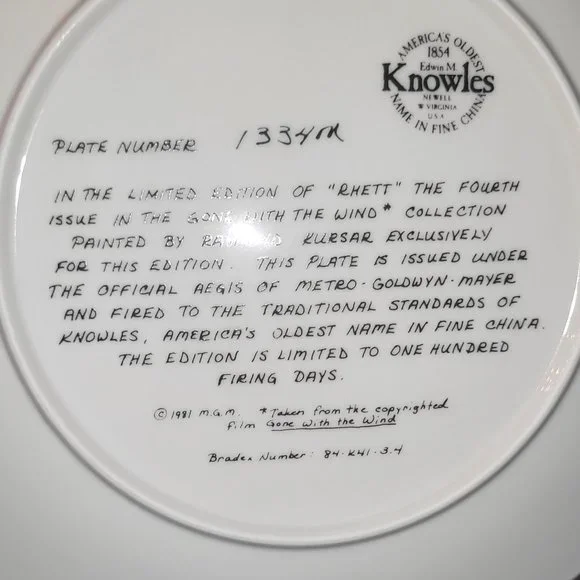 AMERICA'S OLDEST
1854
Edwin M.
Knowles
NEWELL
W VIRGINIA
USA
NAME IN FINE CHINA
PLATE NUMBER 1334M
IN THE LIMITED EDITION OF "RHETT" THE FOURTH
ISSUE IN THE GONE WITH THE WIND* COLLECTION
PAINTED BY KURSAR EXCLUSIVELY
FOR THIS EDITION. THIS PLATE IS ISSUED UNDER
THE OFFICIAL AEGIS OF METRO-GOLDWYN-MAYER
AND FIRED TO THE TRADITIONAL STANDARDS OF
KNOWLES, AMERICA'S OLDEST NAME IN FINE CHINA.
THE EDITION IS LIMITED TO ONE HUNDRED
FIRING DAYS.
© 1981 M.G.M. *Taken from the copyrighted
film Gone With the Wind
Bradex Number: 84-K41-3.4